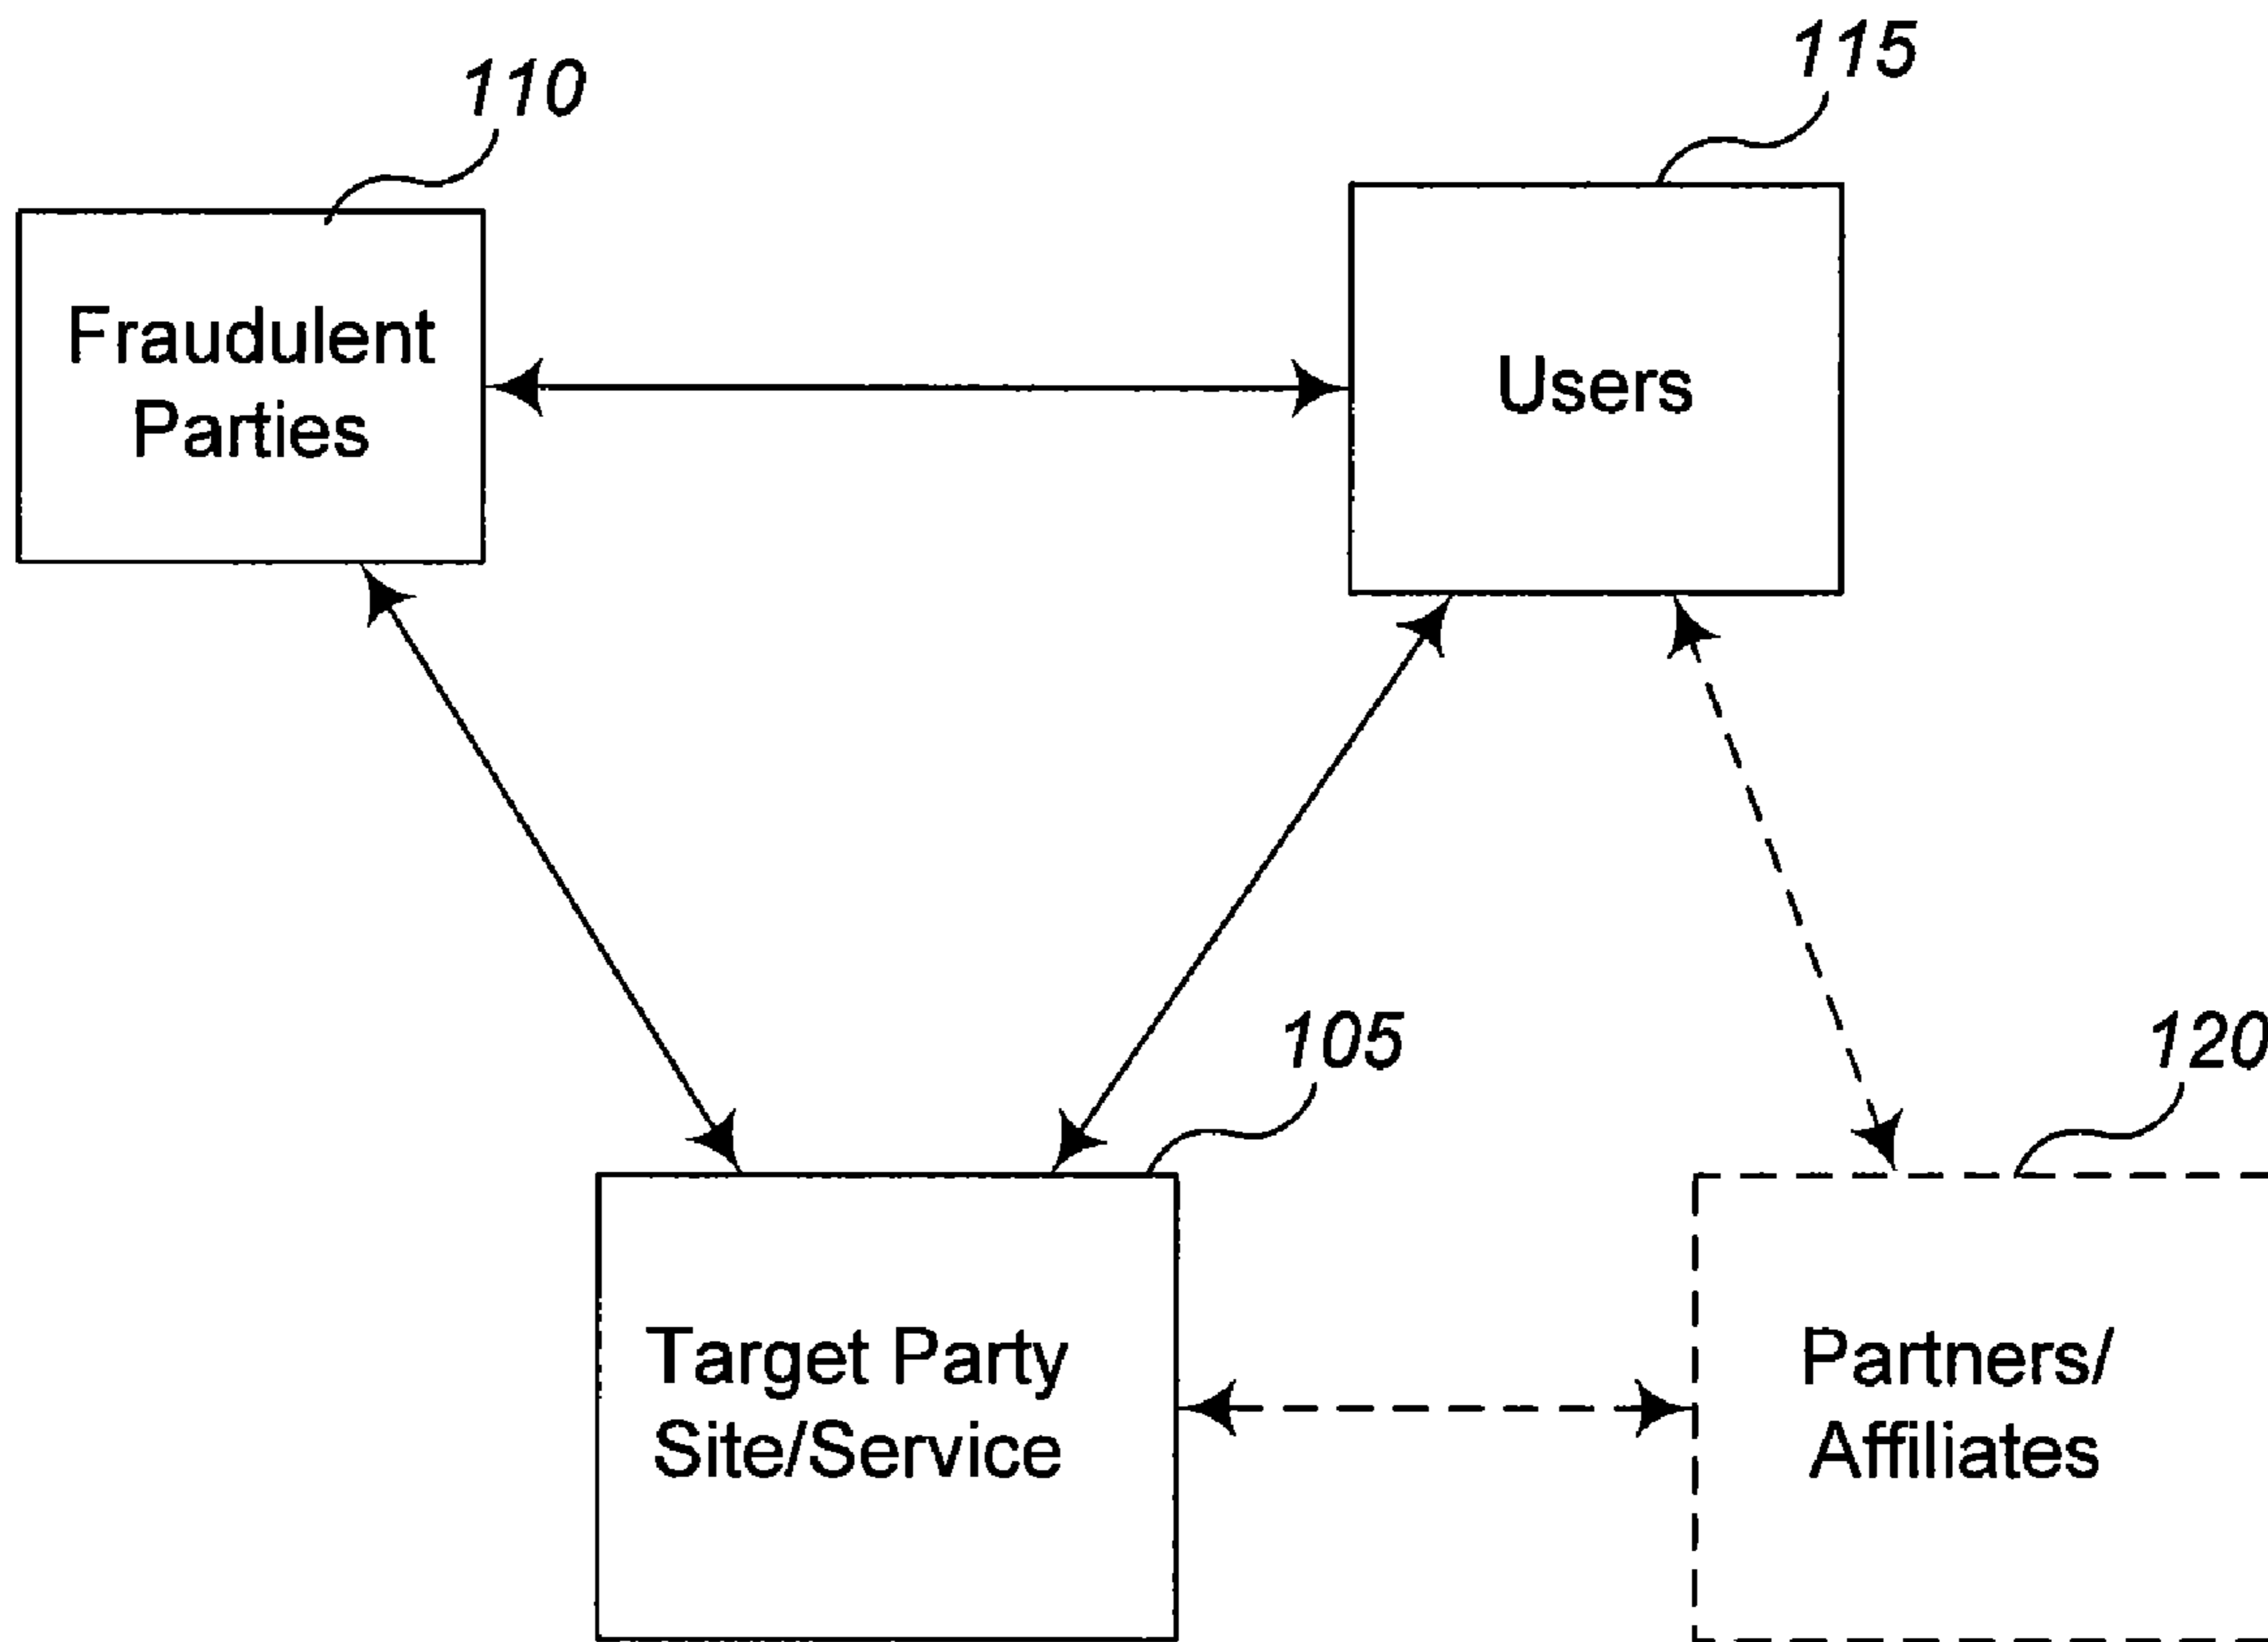 110
115
Fraudulent
Parties
Users
105
120
Target Party
Site/Service
Partners/
Affiliates